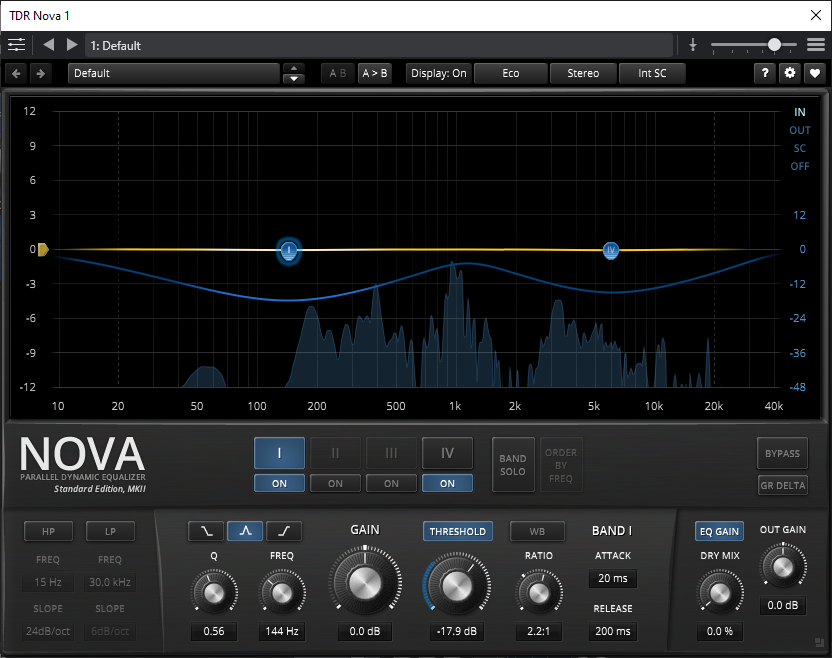 TDR Nova 1
1: Default
Default
A B
A > B
Display: On
Eco
Stereo
Int SC
?
12 IN
OUT
9 SC
OFF
6
3 12
0 I IV 0
-3 -12
-6 -24
-9 -36
-12 -48
10 20 50 100 200 500 1k 2k 5k 10k 20k 40k
NOVA
PARALLEL DYNAMIC EQUALIZER
Standard Edition, MKII
I II III IV
ON ON ON ON
BAND
SOLO
ORDER
BY
FREQ
BYPASS
GR DELTA
HP LP
FREQ FREQ
15 Hz 30.0 kHz
SLOPE SLOPE
24dB/oct 6dB/oct
Q FREQ
0.56 144 Hz
GAIN
0.0 dB
THRESHOLD
-17.9 dB
WB
RATIO
2.2:1
BAND I
ATTACK
20 ms
RELEASE
200 ms
EQ GAIN
DRY MIX
0.0 %
OUT GAIN
0.0 dB